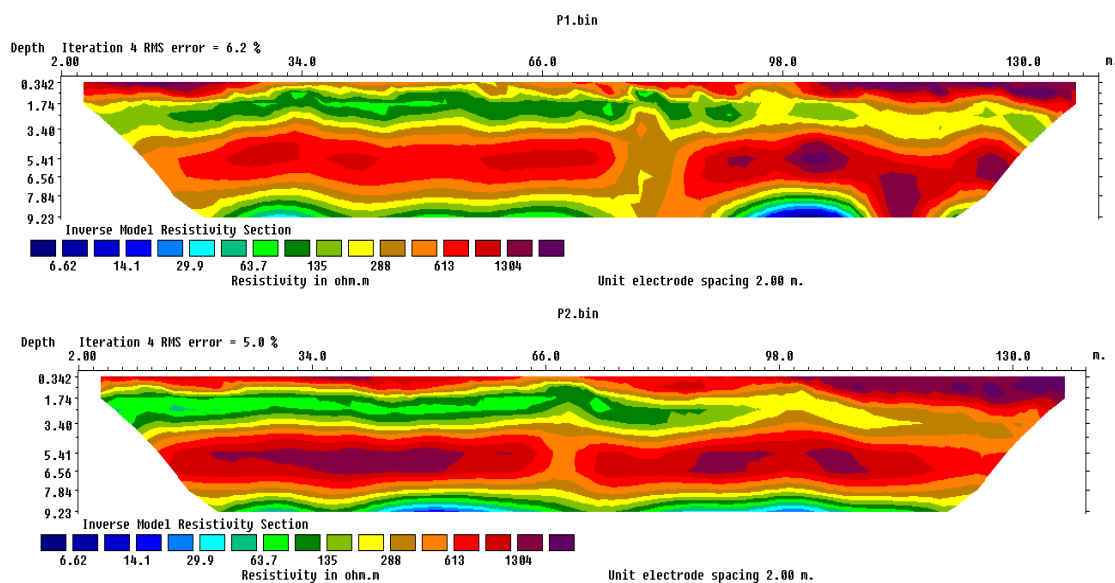 P1.bin
Depth Iteration 4 RMS error = 6.2 %
2.00 34.0 66.0 98.0 130.0 m.
0.342
1.74
3.40
5.41
6.56
7.84
9.23
Inverse Model Resistivity Section
6.62 14.1 29.9 63.7 135 288 613 1304
Resistivity in ohm.m Unit electrode spacing 2.00 m.
P2.bin
Depth Iteration 4 RMS error = 5.0 %
2.00 34.0 66.0 98.0 130.0 m.
0.342
1.74
3.40
5.41
6.56
7.84
9.23
Inverse Model Resistivity Section
6.62 14.1 29.9 63.7 135 288 613 1304
Resistivity in ohm.m Unit electrode spacing 2.00 m.